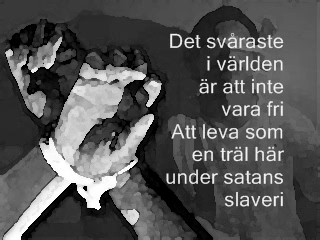 Det svåraste
i världen
är att inte
vara fri
Att leva som
en träl här
under satans
slaveri